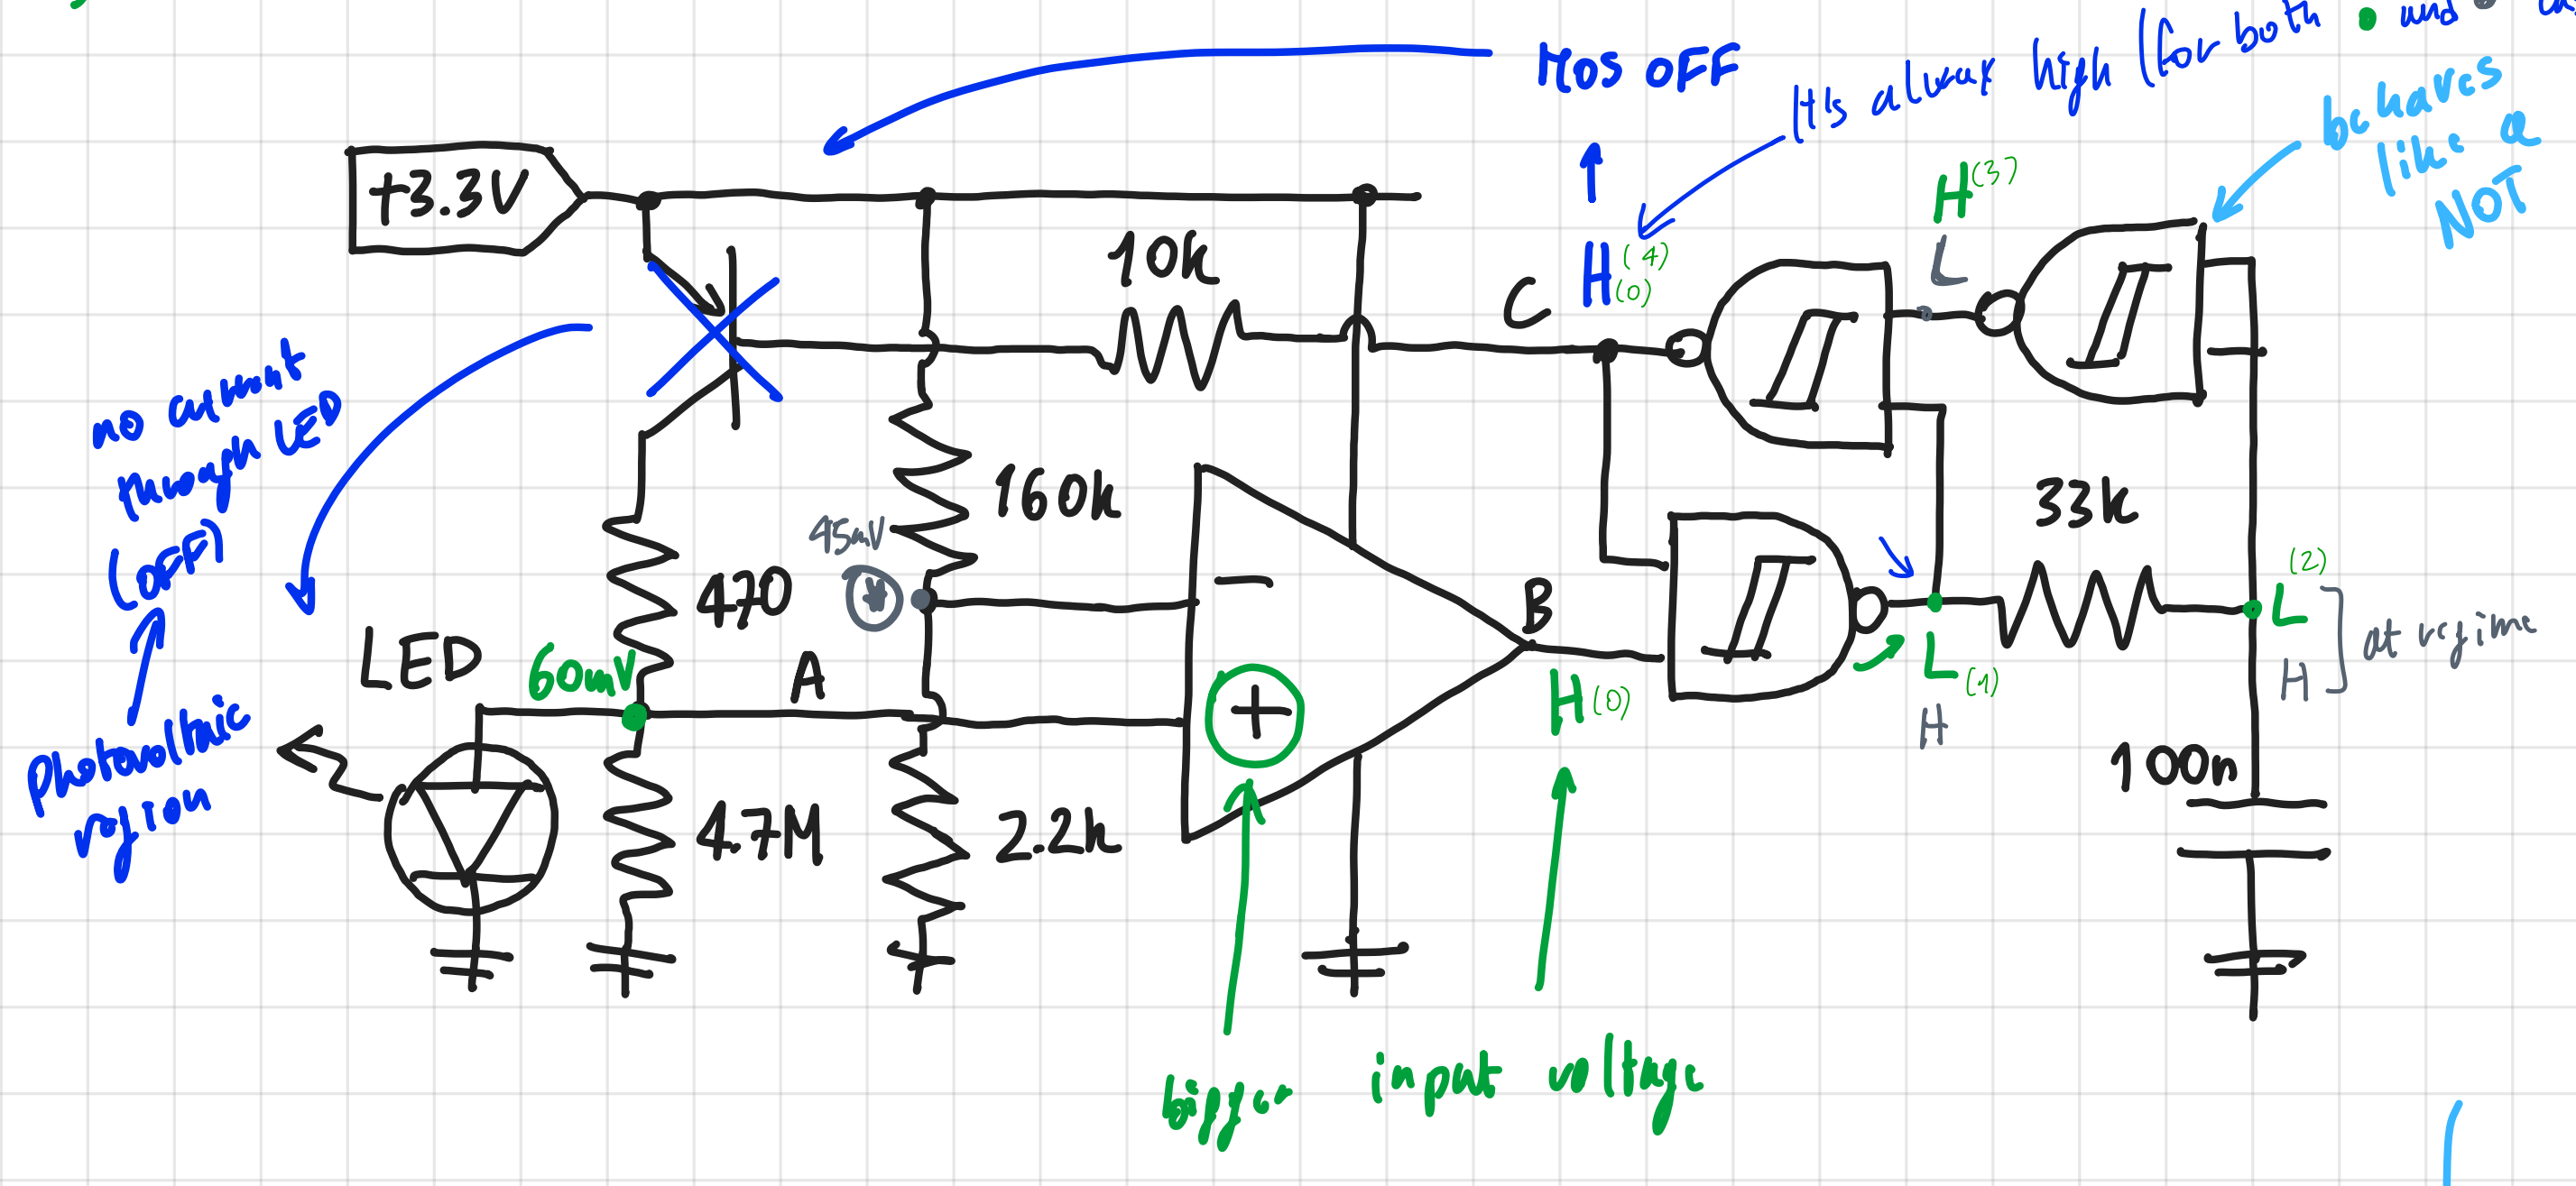 MOS OFF
It's always high (for both • and •
behaves
like a
NOT
+3.3V
10k
C
H (4)
(0)
H (3)
L
no current
through LED
(OFF)
photovoltaic
region
160k
45mV
*
470
LED
60mV
A
4.7M
2.2k
−
+
B
H (0)
33k
L (1)
H
L (2)
H
at regime
100n
bigger input voltage